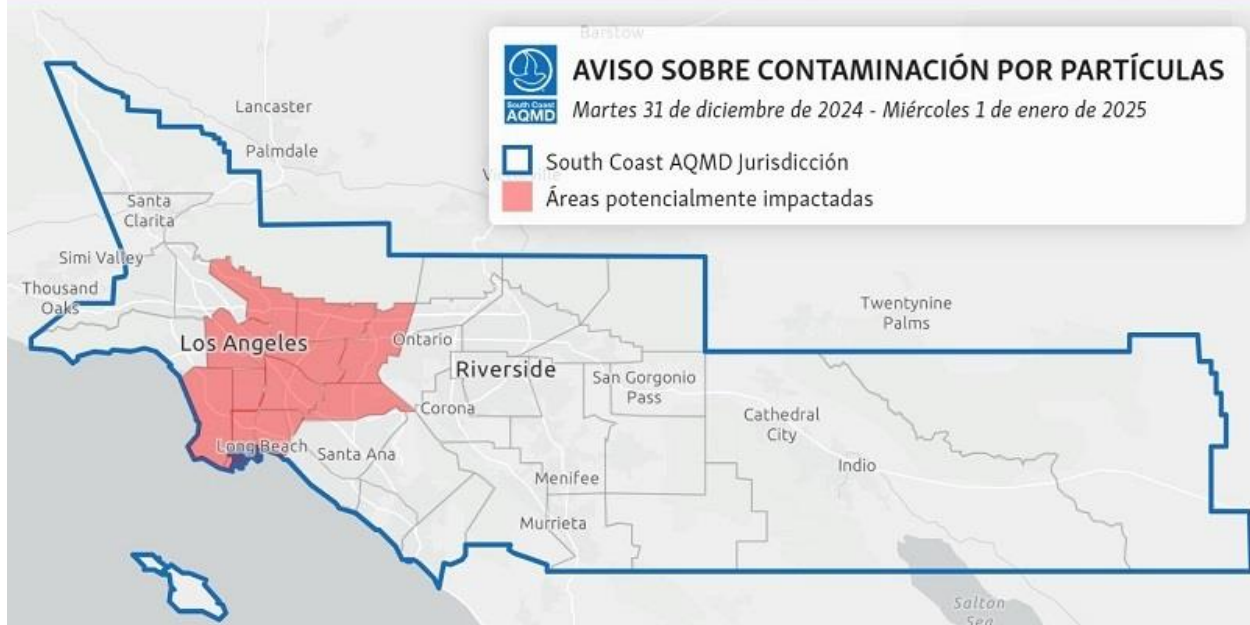 Barstow
South Coast
AQMD
AVISO SOBRE CONTAMINACIÓN POR PARTÍCULAS
Martes 31 de diciembre de 2024 - Miércoles 1 de enero de 2025
South Coast AQMD Jurisdicción
Áreas potencialmente impactadas
Lancaster
Palmdale
Santa
Clarita
Simi Valley
Thousand
Oaks
Twentynine
Palms
Los Angeles
Ontario
Riverside
San Gorgonio
Pass
Corona
Cathedral
City
Long Beach
Santa Ana
Indio
Menifee
Murrieta
Salton
Sea